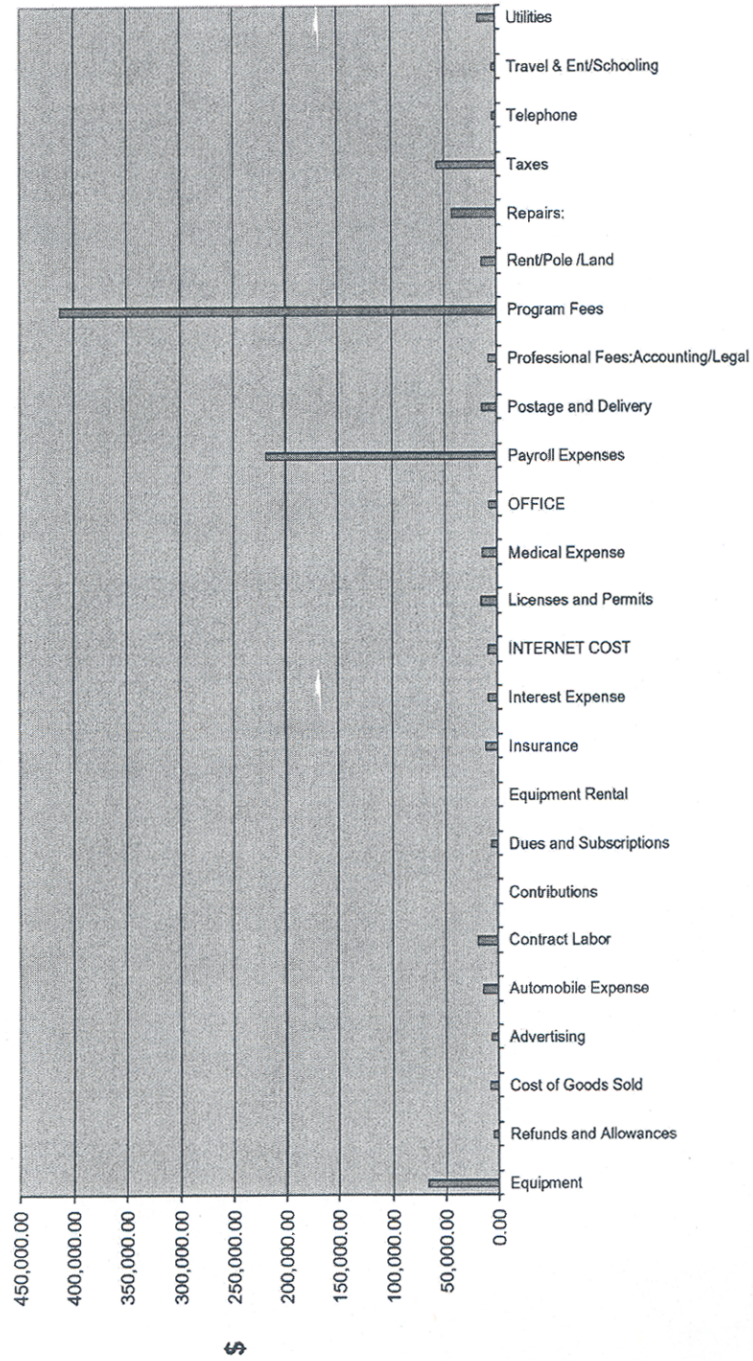 $
450,000.00
400,000.00
350,000.00
300,000.00
250,000.00
200,000.00
150,000.00
100,000.00
50,000.00
0.00
Equipment
Refunds and Allowances
Cost of Goods Sold
Advertising
Automobile Expense
Contract Labor
Contributions
Dues and Subscriptions
Equipment Rental
Insurance
Interest Expense
INTERNET COST
Licenses and Permits
Medical Expense
OFFICE
Payroll Expenses
Postage and Delivery
Professional Fees:Accounting/Legal
Program Fees
Rent/Pole /Land
Repairs:
Taxes
Telephone
Travel & Ent/Schooling
Utilities